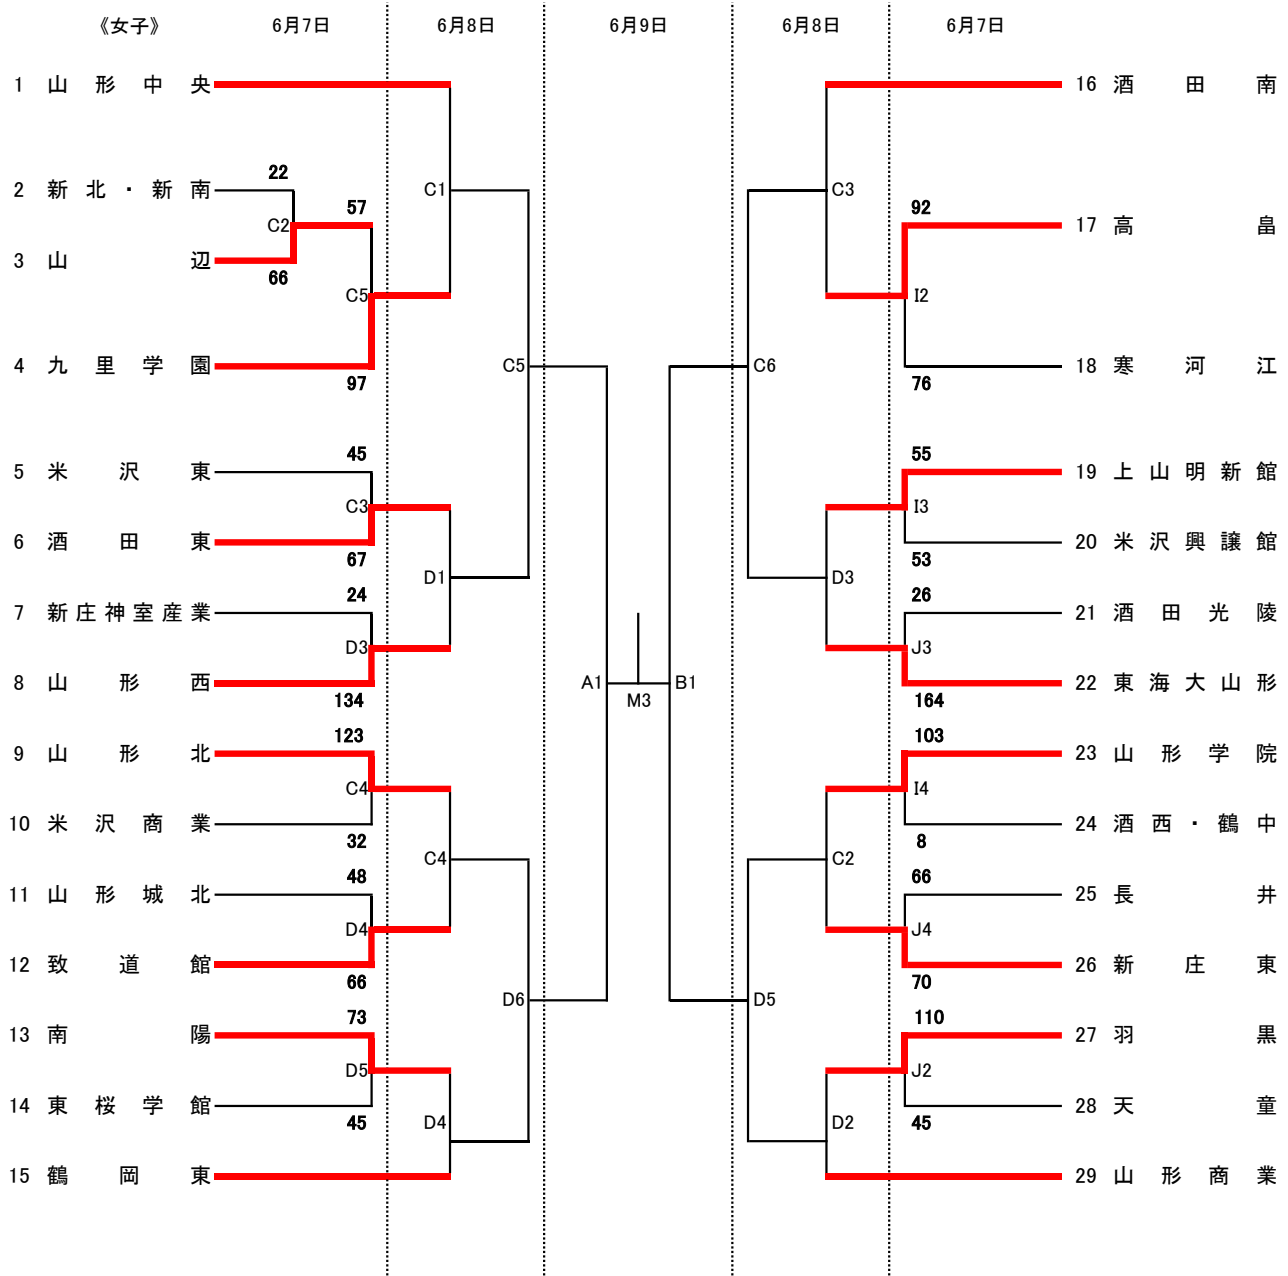 《女子》 6月7日 6月8日 6月9日 6月8日 6月7日
1 山形中央 16 酒田南
22
2 新北・新南 C1 C3
57 92
C2 17 高畠
3 山辺
66
C5 I2
4 九里学園 C5 C6 18 寒河江
97 76
45 55
5 米沢東 19 上山明新館
C3 I3
6 酒田東 20 米沢興譲館
67 53
D1 D3
24 26
7 新庄神室産業 21 酒田光陵
D3 J3
8 山形西 A1 B1 22 東海大山形
134 M3 164
123 103
9 山形北 23 山形学院
C4 I4
10 米沢商業 24 酒西・鶴中
32 8
C4 C2
48 66
11 山形城北 25 長井
D4 J4
12 致道館 26 新庄東
66 70
D6 D5
73 110
13 南陽 27 羽黒
D5 J2
14 東桜学館 28 天童
45 D4 D2 45
15 鶴岡東 29 山形商業